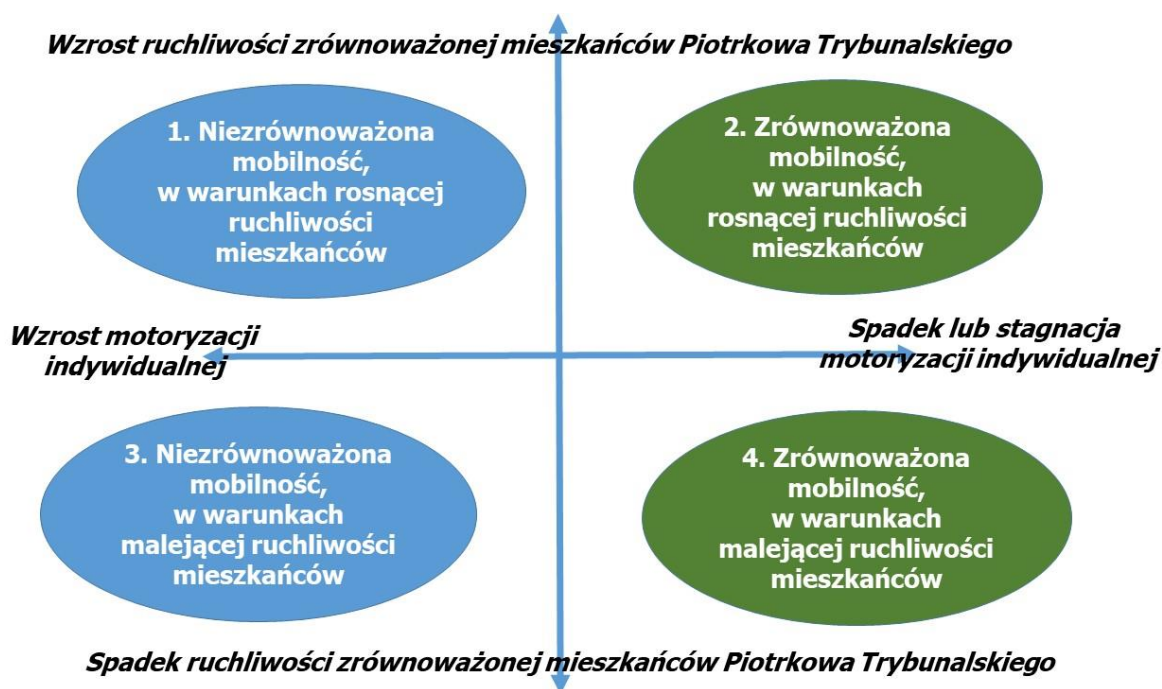 Wzrost ruchliwości zrównoważonej mieszkańców Piotrkowa Trybunalskiego
1. Niezrównoważona
mobilność,
w warunkach rosnącej
ruchliwości
mieszkańców
2. Zrównoważona
mobilność,
w warunkach
rosnącej ruchliwości
mieszkańców
Wzrost motoryzacji
indywidualnej
Spadek lub stagnacja
motoryzacji indywidualnej
3. Niezrównoważona
mobilność,
w warunkach
malejącej ruchliwości
mieszkańców
4. Zrównoważona
mobilność,
w warunkach
malejącej ruchliwości
mieszkańców
Spadek ruchliwości zrównoważonej mieszkańców Piotrkowa Trybunalskiego